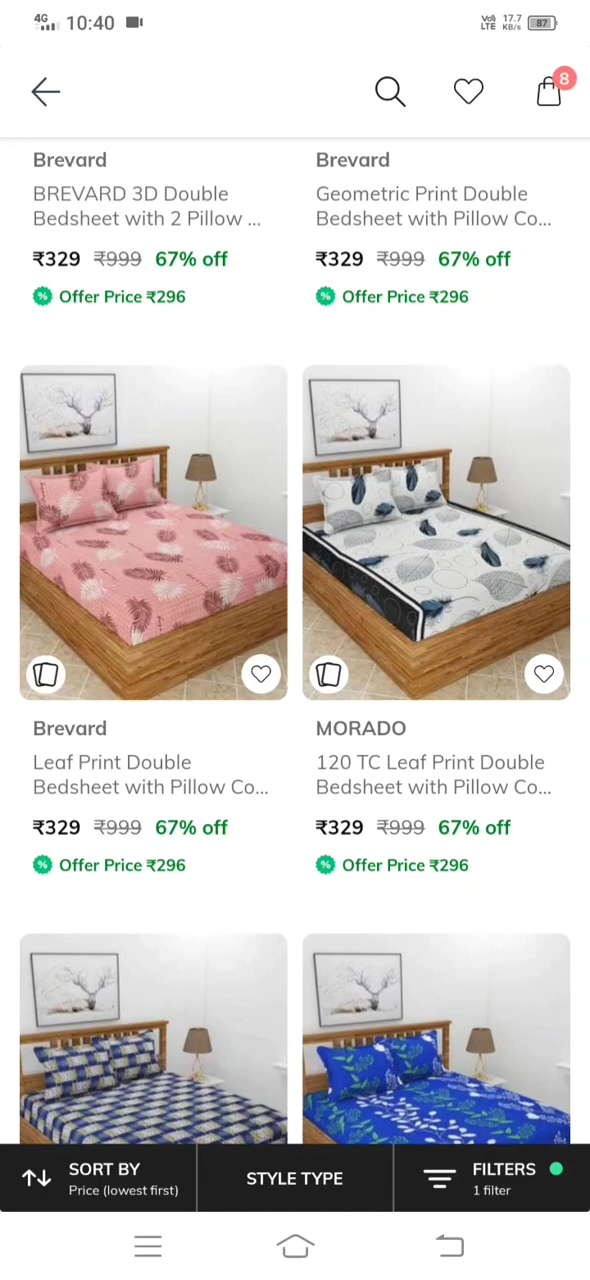 4G 10:40 Vo) LTE 17.7 KB/s 87
8
Brevard
BREVARD 3D Double
Bedsheet with 2 Pillow ...
₹329 ₹999 67% off
% Offer Price ₹296
Brevard
Geometric Print Double
Bedsheet with Pillow Co...
₹329 ₹999 67% off
% Offer Price ₹296
Brevard
Leaf Print Double
Bedsheet with Pillow Co...
₹329 ₹999 67% off
% Offer Price ₹296
MORADO
120 TC Leaf Print Double
Bedsheet with Pillow Co...
₹329 ₹999 67% off
% Offer Price ₹296
SORT BY
Price (lowest first)
STYLE TYPE
FILTERS
1 filter